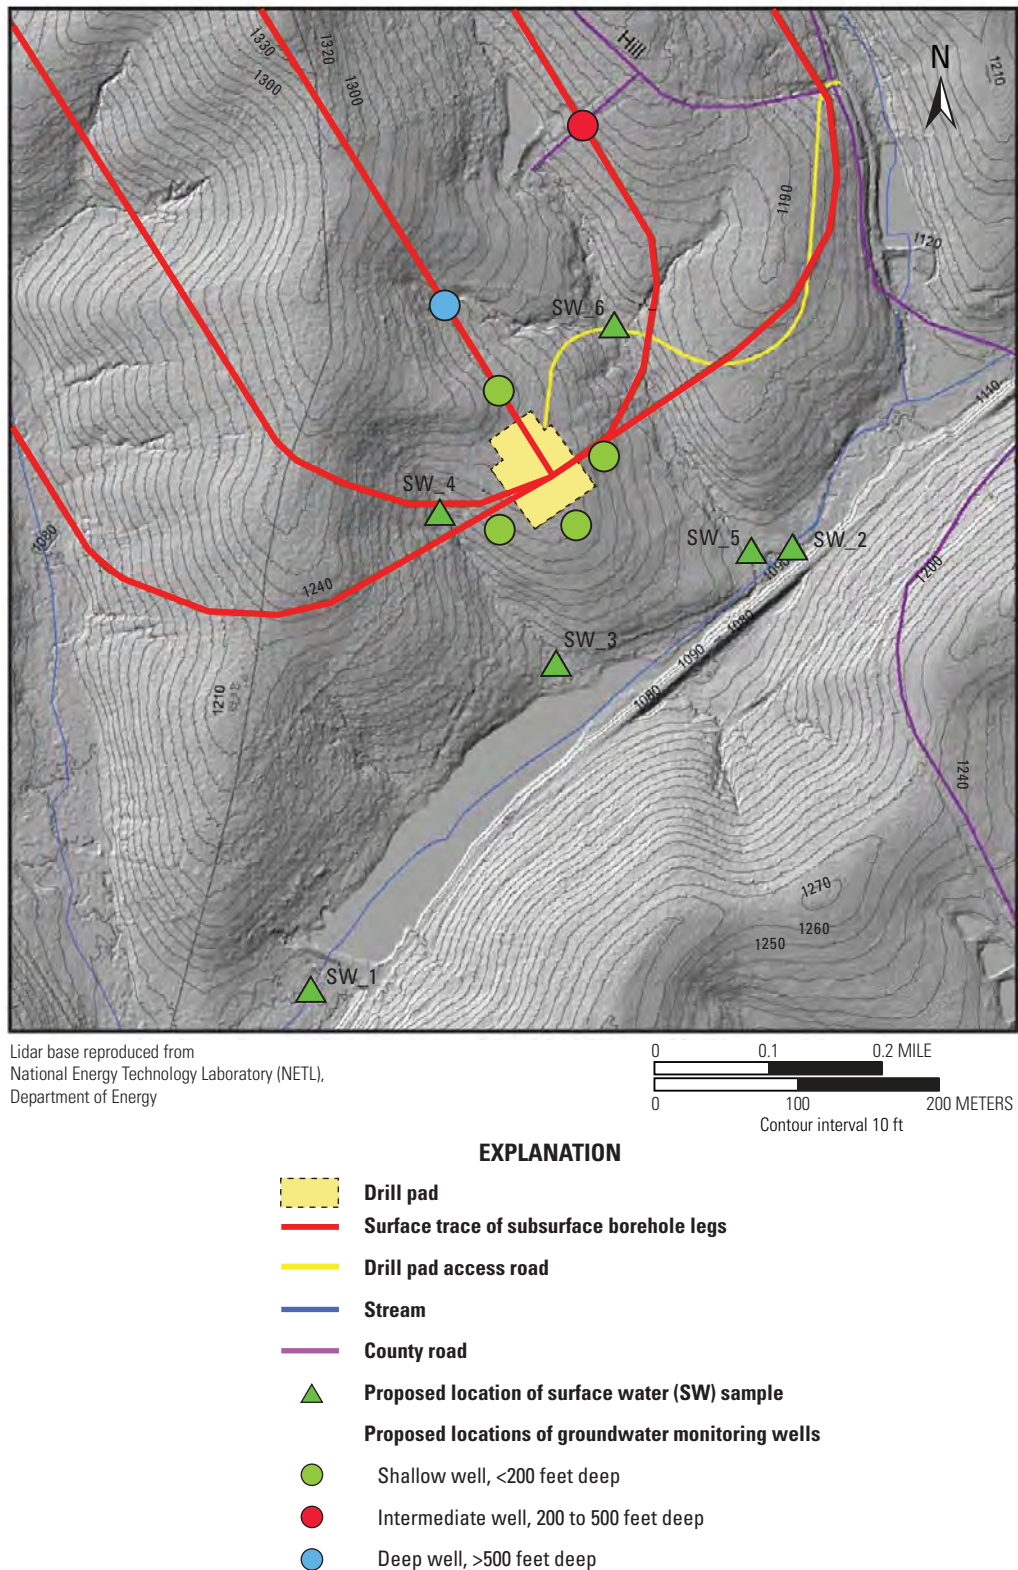 1330
1320
1300
1300
Hill
N
1210
1190
1120
SW_6
1110
SW_4
1080
SW_5
SW_2
1090
1200
1240
1080
SW_3
1090
1080
1210
1240
1270
1260
1250
SW_1
Lidar base reproduced from
National Energy Technology Laboratory (NETL),
Department of Energy
0 0.1 0.2 MILE
0 100 200 METERS
Contour interval 10 ft
EXPLANATION
Drill pad
Surface trace of subsurface borehole legs
Drill pad access road
Stream
County road
Proposed location of surface water (SW) sample
Proposed locations of groundwater monitoring wells
Shallow well, <200 feet deep
Intermediate well, 200 to 500 feet deep
Deep well, >500 feet deep